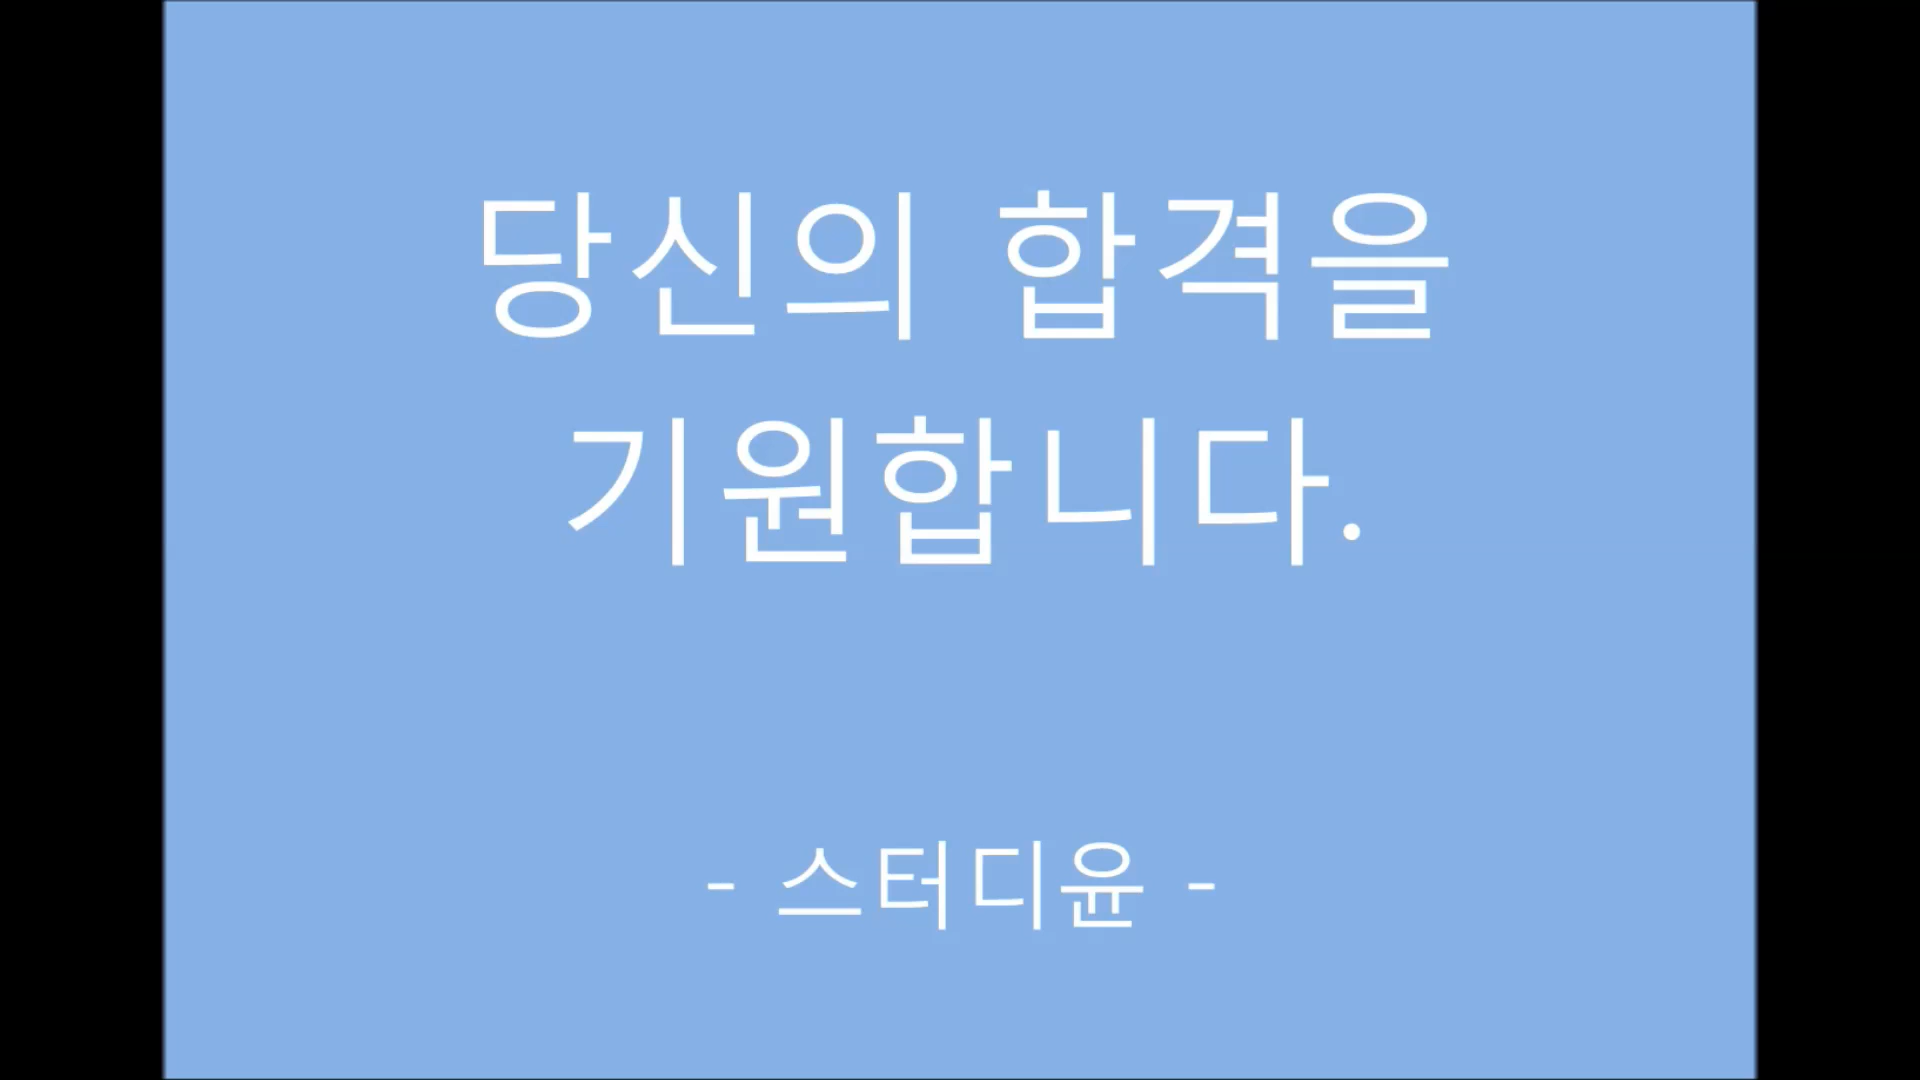 당신의 합격을
기원합니다.
- 스터디윤 -